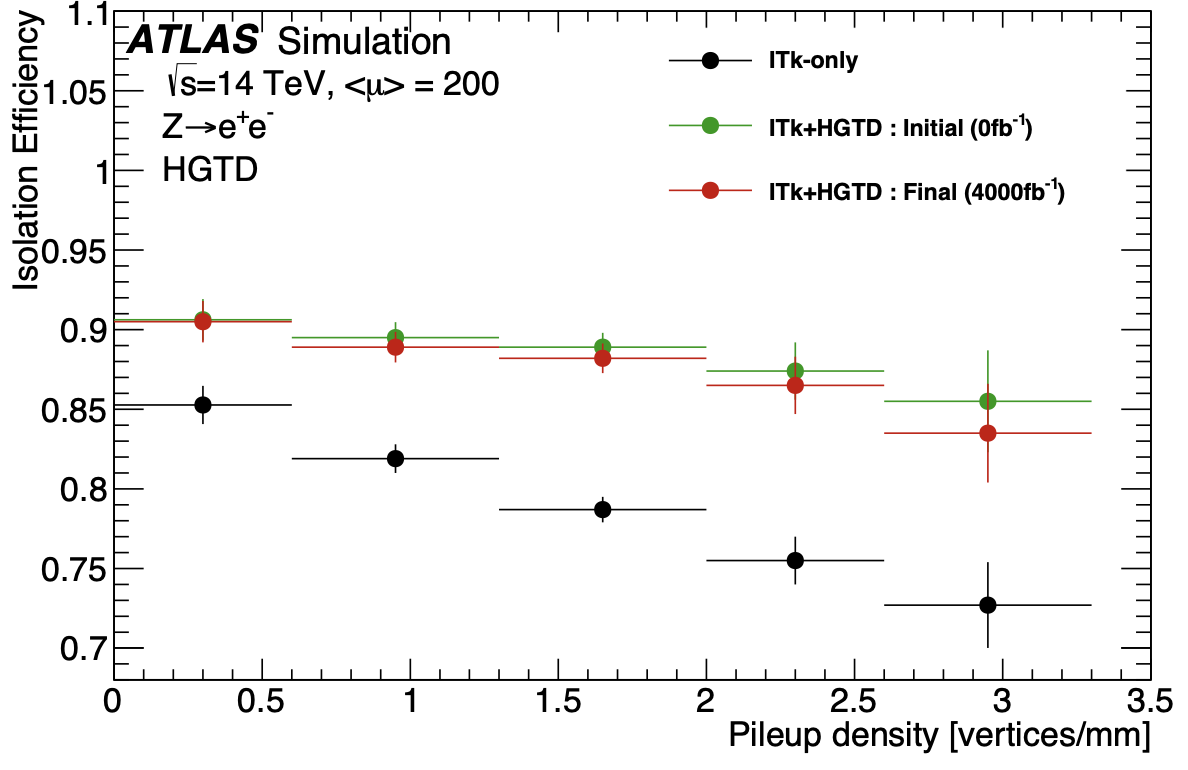 ATLAS Simulation
√s=14 TeV, <μ> = 200
Z→e⁺e⁻
HGTD
ITk-only
ITk+HGTD : Initial (0fb⁻¹)
ITk+HGTD : Final (4000fb⁻¹)
Isolation Efficiency
1.1
1.05
1
0.95
0.9
0.85
0.8
0.75
0.7
0 0.5 1 1.5 2 2.5 3 3.5
Pileup density [vertices/mm]